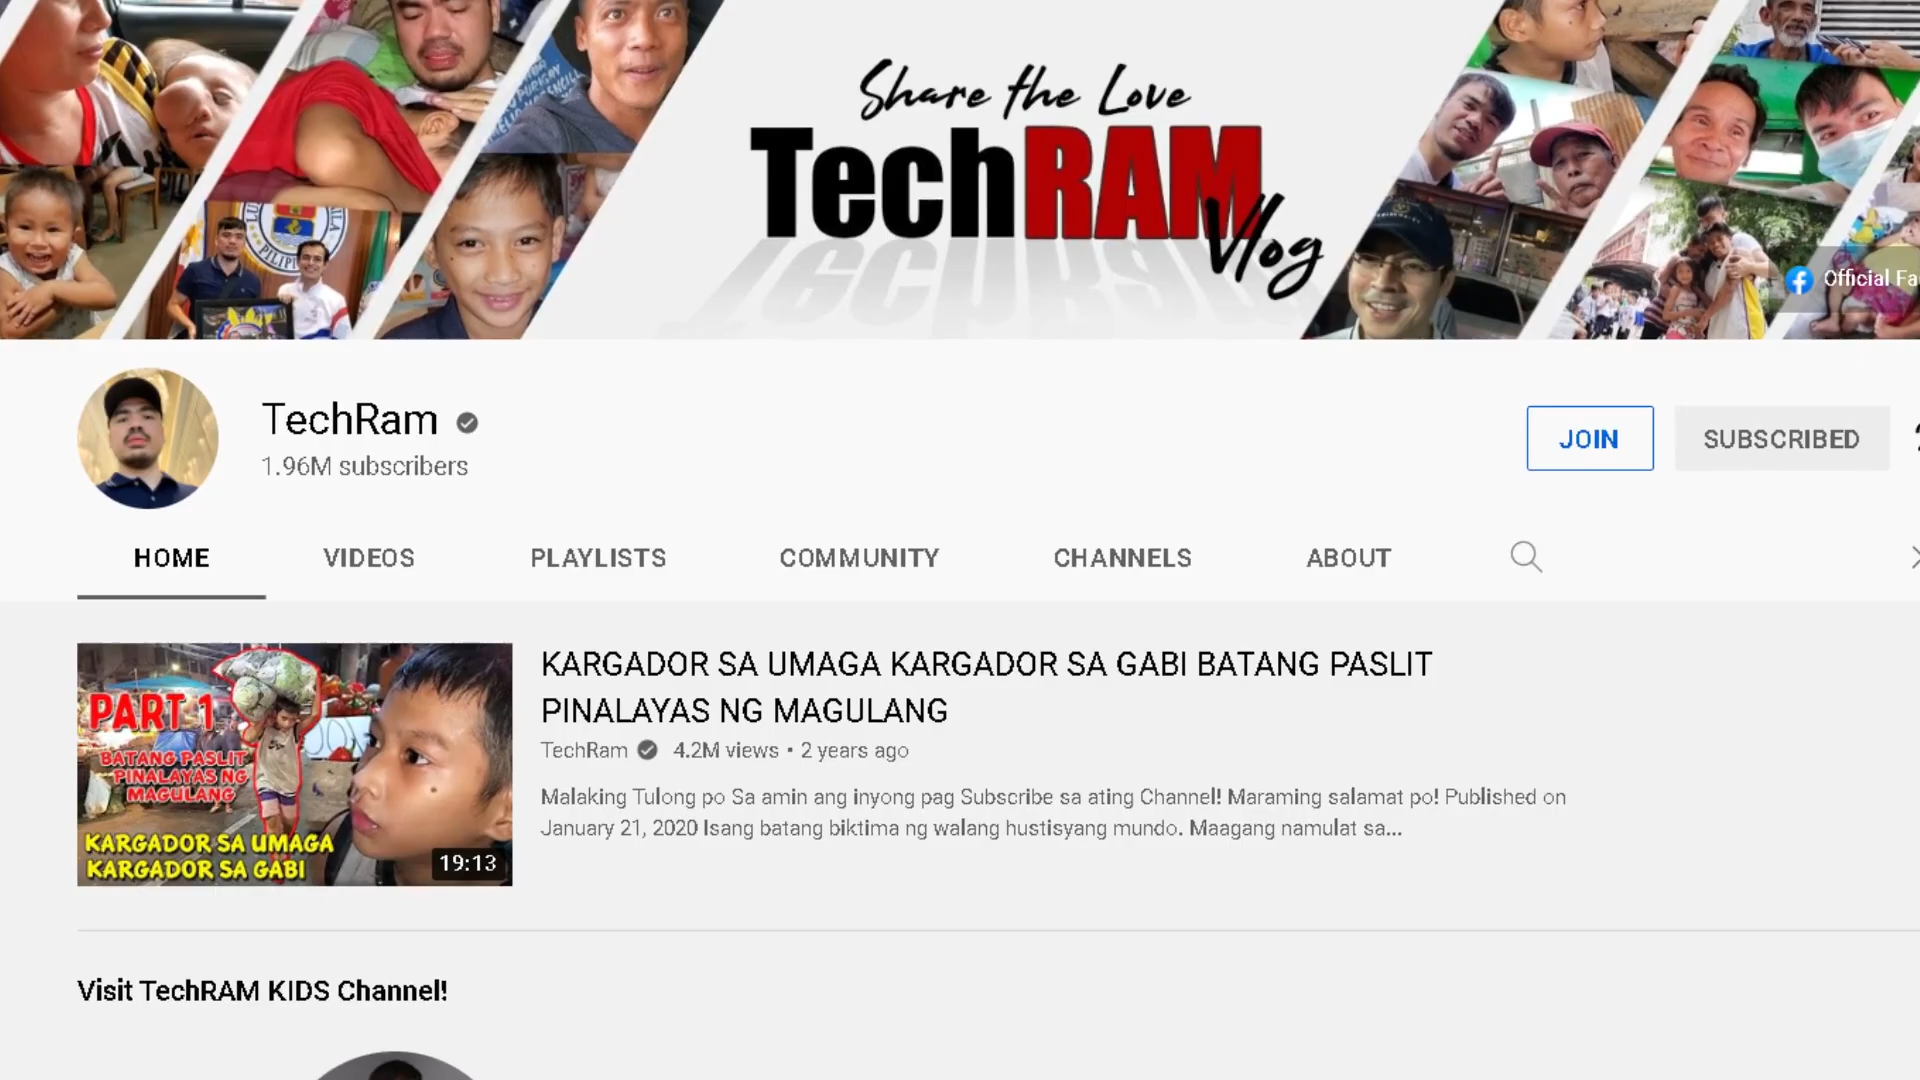 Share the Love
TechRAM
Vlog
Official Fa
TechRam
1.96M subscribers
JOIN
SUBSCRIBED
HOME
VIDEOS
PLAYLISTS
COMMUNITY
CHANNELS
ABOUT
PART 1
BATANG PASLIT
PINALAYAS NG
MAGULANG
KARGADOR SA UMAGA
KARGADOR SA GABI
19:13
KARGADOR SA UMAGA KARGADOR SA GABI BATANG PASLIT
PINALAYAS NG MAGULANG
TechRam 4.2M views • 2 years ago
Malaking Tulong po Sa amin ang inyong pag Subscribe sa ating Channel! Maraming salamat po! Published on
January 21, 2020 Isang batang biktima ng walang hustisyang mundo. Maagang namulat sa...
Visit TechRAM KIDS Channel!